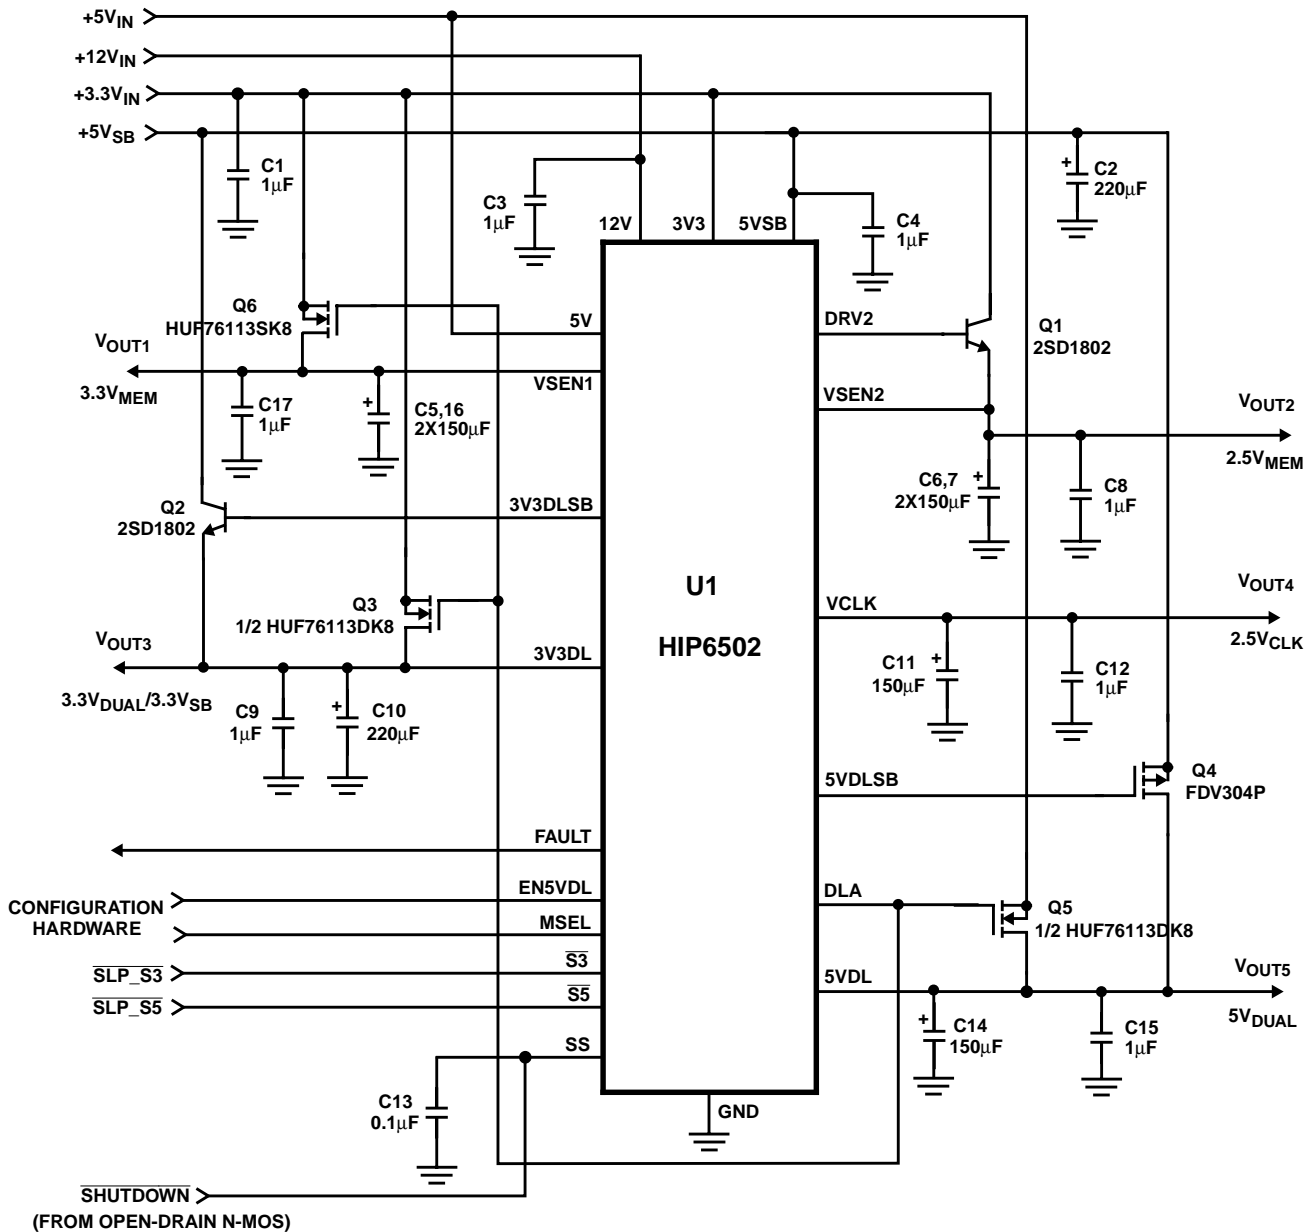 +5VIN
+12VIN
+3.3VIN
+5VSB
C1
1µF
C3
1µF
12V
3V3
5VSB
C4
1µF
C2
220µF
Q6
HUF76113SK8
5V
DRV2
Q1
2SD1802
VOUT1
3.3VMEM
VSEN1
VSEN2
C17
1µF
C5,16
2X150µF
VOUT2
2.5VMEM
C6,7
2X150µF
C8
1µF
Q2
2SD1802
3V3DLSB
U1
HIP6502
Q3
1/2 HUF76113DK8
VCLK
VOUT4
2.5VCLK
VOUT3
3.3VDUAL/3.3VSB
3V3DL
C11
150µF
C12
1µF
C9
1µF
C10
220µF
5VDLSB
Q4
FDV304P
FAULT
EN5VDL
CONFIGURATION
HARDWARE
MSEL
DLA
Q5
1/2 HUF76113DK8
SLP_S3
S3
SLP_S5
S5
5VDL
VOUT5
5VDUAL
SS
C14
150µF
C15
1µF
C13
0.1µF
GND
SHUTDOWN
(FROM OPEN-DRAIN N-MOS)